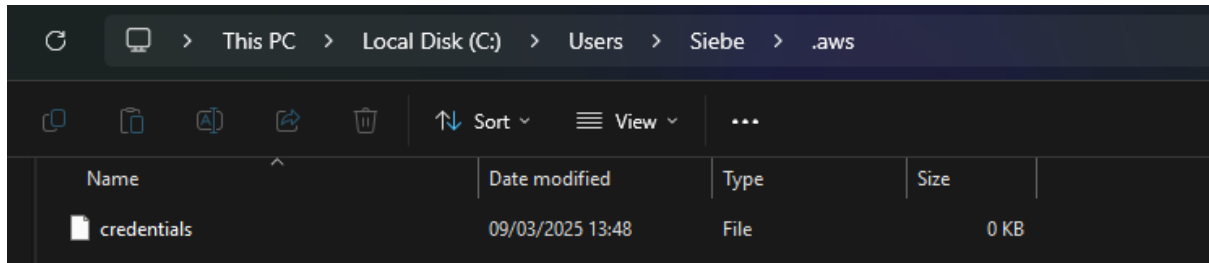 This PC > Local Disk (C:) > Users > Siebe > .aws
Sort View ...
Name Date modified Type Size
credentials 09/03/2025 13:48 File 0 KB